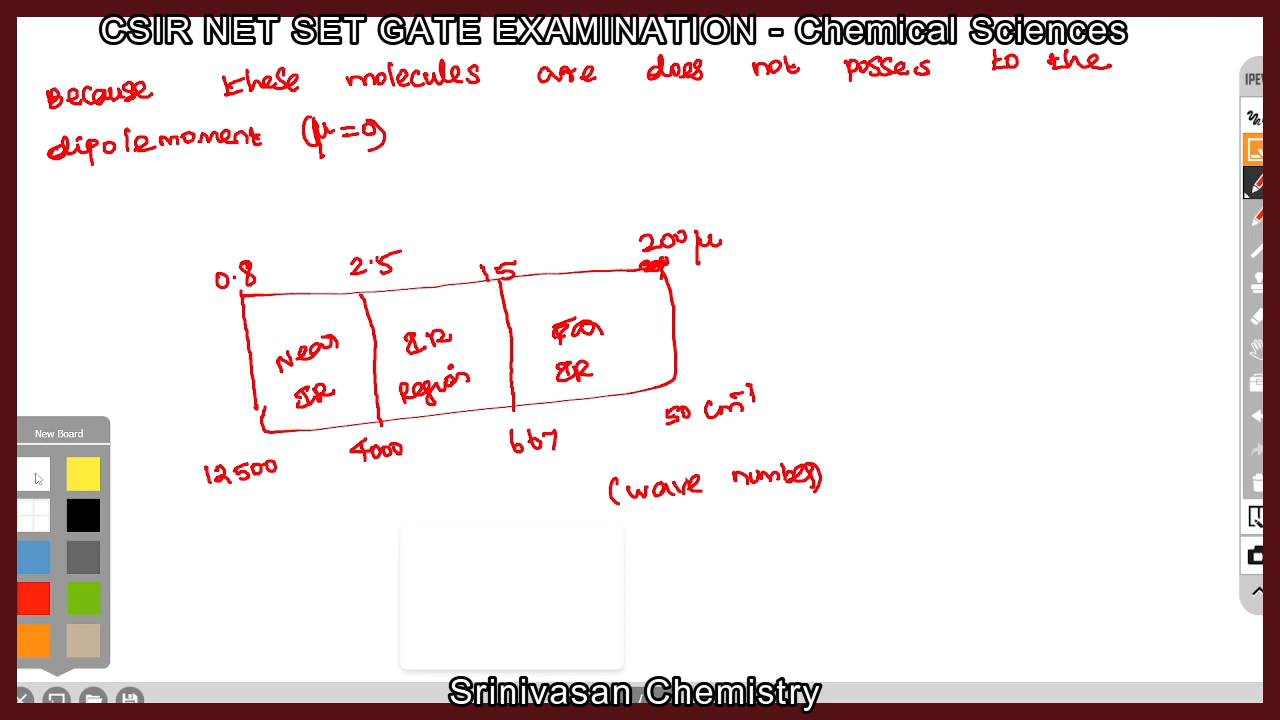 CSIR NET SET GATE EXAMINATION - Chemical Sciences
Because these molecules are does not posses to the
dipolemoment (μ=0)
200 μ
0.8 2.5 15
Near IR
IR Region
Far IR
50 cm⁻¹
12500 4000 667
(wave number)
New Board
Srinivasan Chemistry